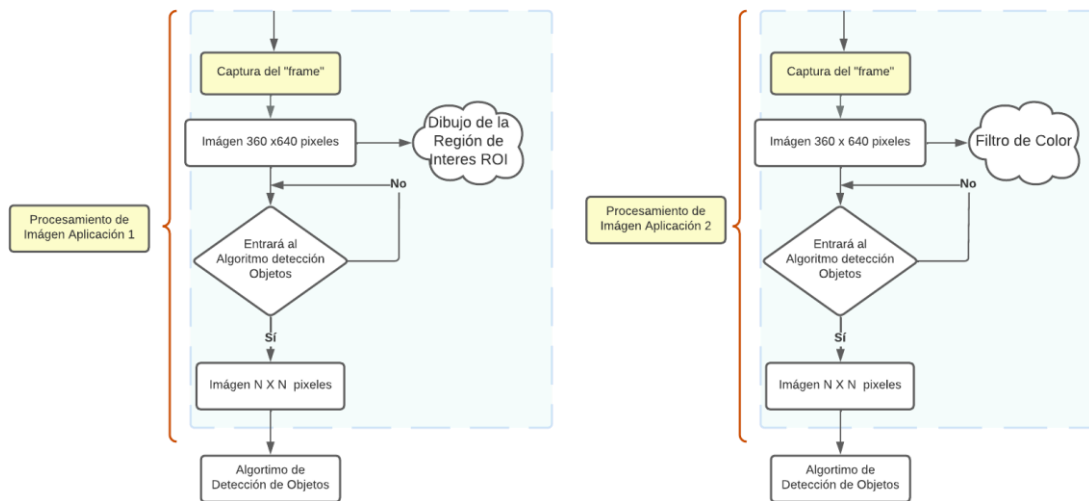 Captura del "frame"
Imágen 360 x640 pixeles
Dibujo de la
Región de
Interes ROI
No
Procesamiento de
Imágen Aplicación 1
Entrará al
Algoritmo detección
Objetos
Sí
Imágen N X N  pixeles
Algortimo de
Detección de Objetos
Captura del "frame"
Imágen 360 x 640 pixeles
Filtro de Color
No
Procesamiento de
Imágen Aplicación 2
Entrará al
Algoritmo detección
Objetos
Sí
Imágen N X N  pixeles
Algortimo de
Detección de Objetos